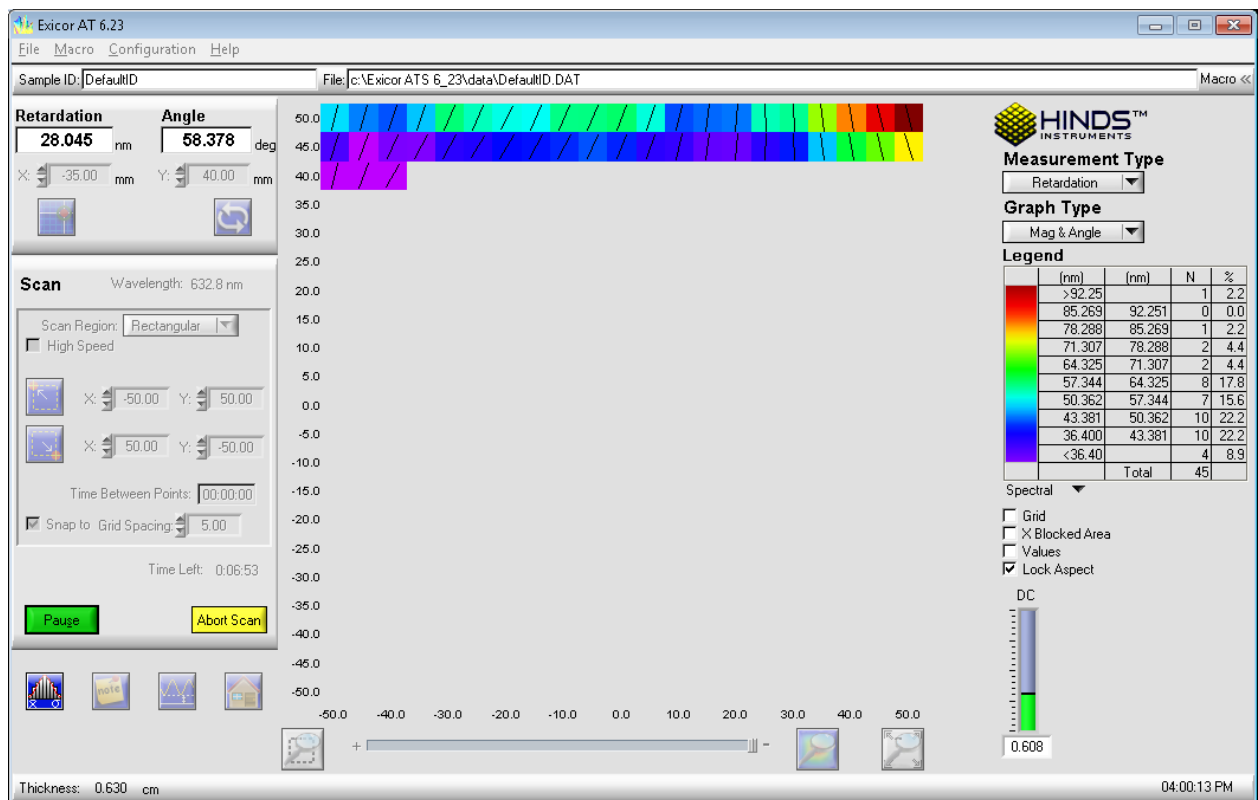 Exicor AT 6.23
File Macro Configuration Help
Sample ID: DefaultID File: c:\Exicor ATS 6_23\data\DefaultID.DAT Macro «
Retardation Angle
28.045 nm 58.378 deg
X: -35.00 mm Y: 40.00 mm
Scan Wavelength: 632.8 nm
Scan Region: Rectangular
High Speed
X: -50.00 Y: 50.00
X: 50.00 Y: -50.00
Time Between Points: 00:00:00
Snap to Grid Spacing: 5.00
Time Left: 0:06:53
Pause Abort Scan
x̄ σ note
50.0
45.0
40.0
35.0
30.0
25.0
20.0
15.0
10.0
5.0
0.0
-5.0
-10.0
-15.0
-20.0
-25.0
-30.0
-35.0
-40.0
-45.0
-50.0
-50.0 -40.0 -30.0 -20.0 -10.0 0.0 10.0 20.0 30.0 40.0 50.0
+ -
HINDS™
INSTRUMENTS
Measurement Type
Retardation
Graph Type
Mag & Angle
Legend
(nm) (nm) N %
>92.25 1 2.2
85.269 92.251 0 0.0
78.288 85.269 1 2.2
71.307 78.288 2 4.4
64.325 71.307 2 4.4
57.344 64.325 8 17.8
50.362 57.344 7 15.6
43.381 50.362 10 22.2
36.400 43.381 10 22.2
<36.40 4 8.9
Total 45
Spectral
Grid
X Blocked Area
Values
Lock Aspect
DC
0.608
Thickness: 0.630 cm 04:00:13 PM